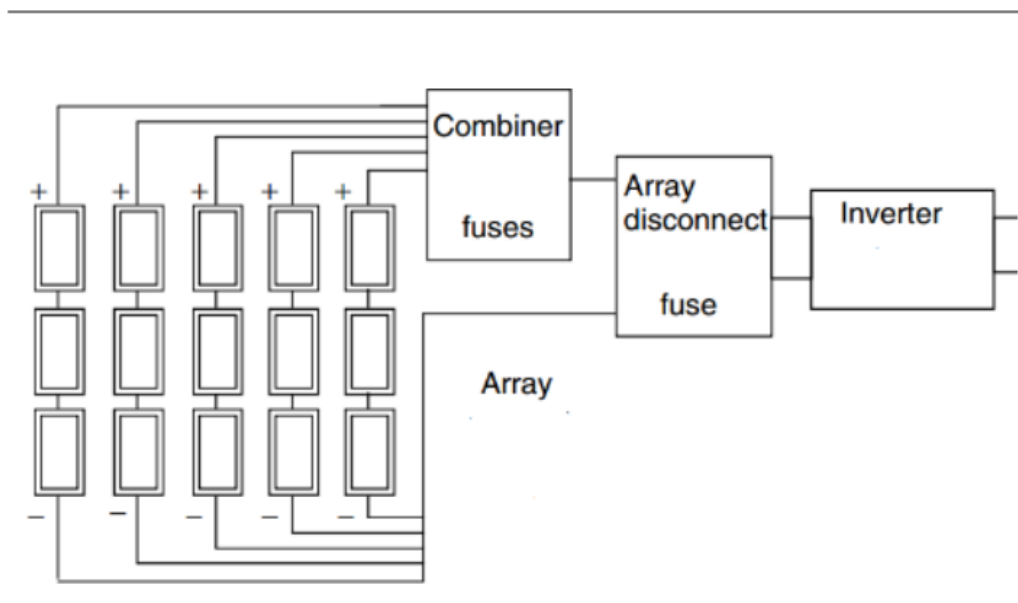 Combiner
fuses
+ + + + +
Array
disconnect
fuse
Inverter
Array
− − − − −